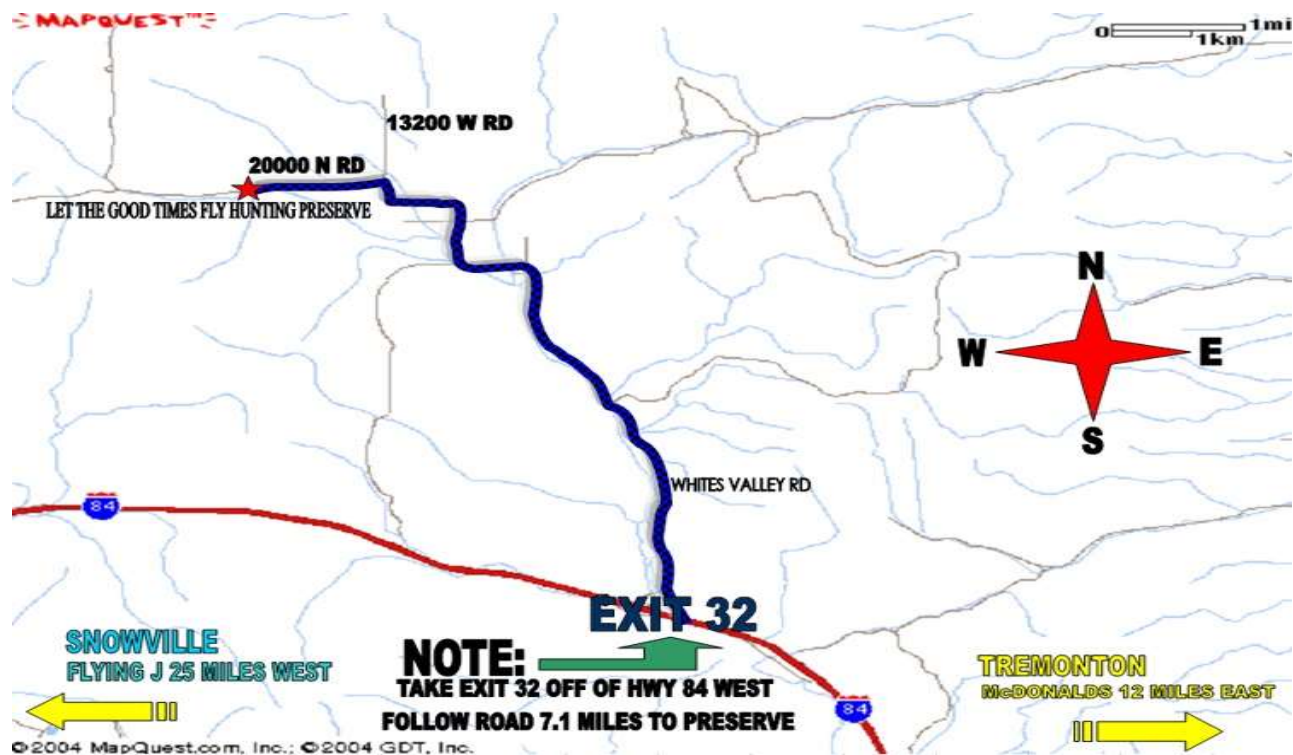 MAPQUEST™
0 1mi
1km
13200 W RD
20000 N RD
LET THE GOOD TIMES FLY HUNTING PRESERVE
N
W E
S
WHITES VALLEY RD
84
EXIT 32
SNOWVILLE
FLYING J 25 MILES WEST
NOTE:
TAKE EXIT 32 OFF OF HWY 84 WEST
FOLLOW ROAD 7.1 MILES TO PRESERVE
TREMONTON
McDONALDS 12 MILES EAST
84
©2004 MapQuest.com, Inc.; ©2004 GDT, Inc.